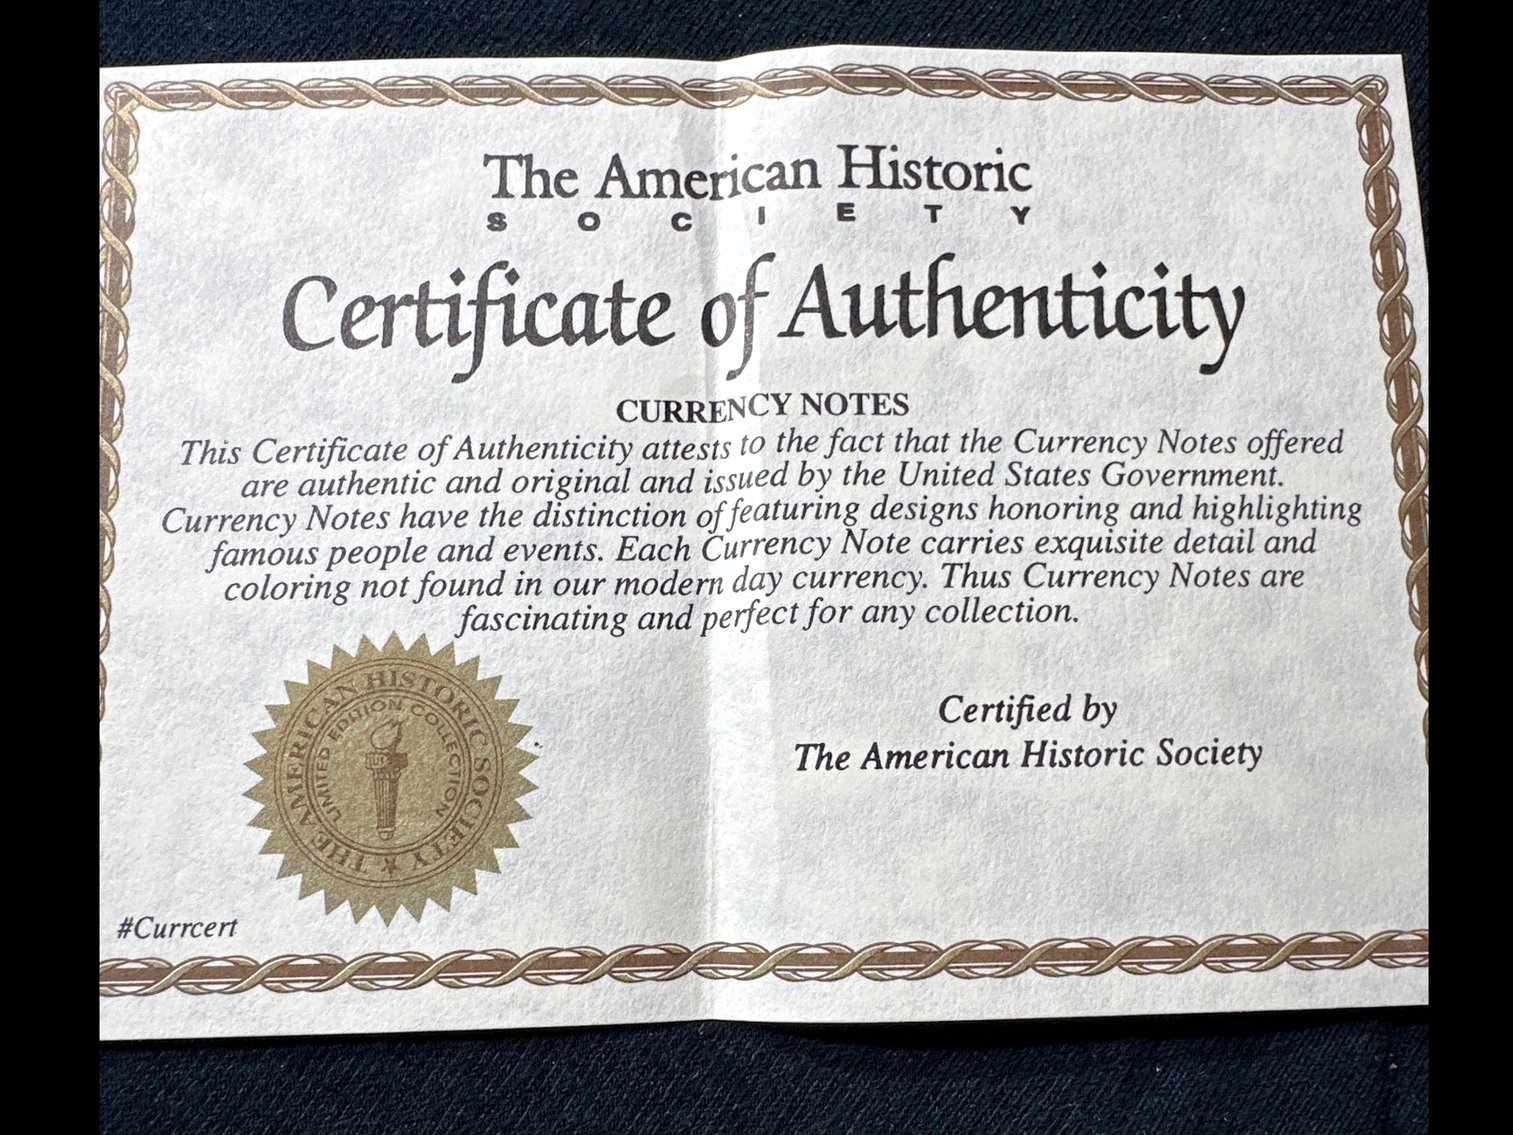 The American Historic
SOCIETY
Certificate of Authenticity
CURRENCY NOTES
This Certificate of Authenticity attests to the fact that the Currency Notes offered
are authentic and original and issued by the United States Government.
Currency Notes have the distinction of featuring designs honoring and highlighting
famous people and events. Each Currency Note carries exquisite detail and
coloring not found in our modern day currency. Thus Currency Notes are
fascinating and perfect for any collection.
THE AMERICAN HISTORIC SOCIETY
LIMITED EDITION COLLECTION
Certified by
The American Historic Society
#Currcert